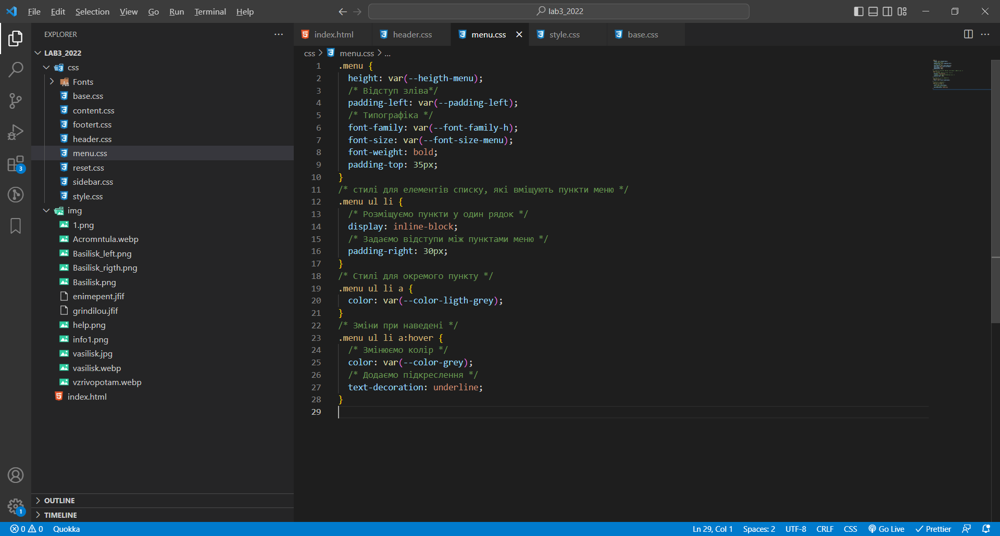 File Edit Selection View Go Run Terminal Help
lab3_2022
EXPLORER
LAB3_2022
css
Fonts
base.css
content.css
footert.css
header.css
menu.css
reset.css
sidebar.css
style.css
img
1.png
Acromntula.webp
Basilisk_left.png
Basilisk_rigth.png
Basilisk.png
enimepent.jfif
grindilou.jfif
help.png
info1.png
vasilisk.jpg
vasilisk.webp
vzrivopotam.webp
index.html
OUTLINE
TIMELINE
3
1
index.html header.css menu.css style.css base.css
css > menu.css > ...
1 .menu {
2 height: var(--heigth-menu);
3 /* Відступ зліва*/
4 padding-left: var(--padding-left);
5 /* Типографіка */
6 font-family: var(--font-family-h);
7 font-size: var(--font-size-menu);
8 font-weight: bold;
9 padding-top: 35px;
10 }
11 /* стилі для елементів списку, які вміщують пункти меню */
12 .menu ul li {
13 /* Розміщуємо пункти у один рядок */
14 display: inline-block;
15 /* Задаємо відступи між пунктами меню */
16 padding-right: 30px;
17 }
18 /* Стилі для окремого пункту */
19 .menu ul li a {
20 color: var(--color-ligth-grey);
21 }
22 /* Зміни при наведені */
23 .menu ul li a:hover {
24 /* Змінюємо колір */
25 color: var(--color-grey);
26 /* Додаємо підкреслення */
27 text-decoration: underline;
28 }
29
0 0 Quokka Ln 29, Col 1 Spaces: 2 UTF-8 CRLF CSS Go Live Prettier